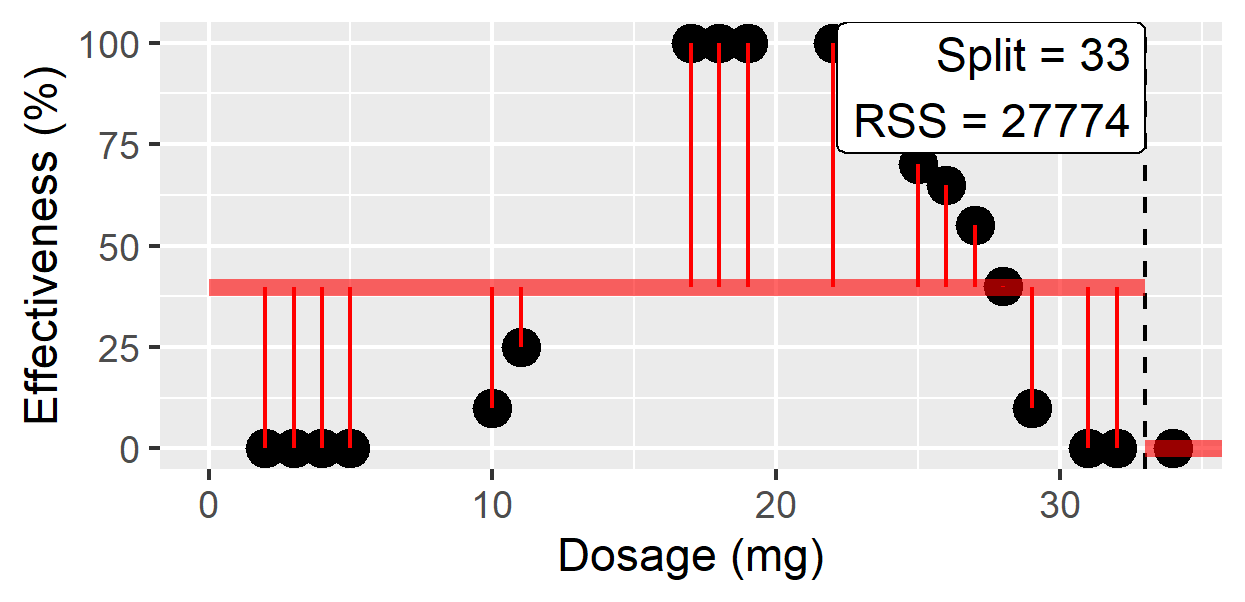 Split = 33
RSS = 27774
100
75
50
25
0
Effectiveness (%)
0 10 20 30
Dosage (mg)